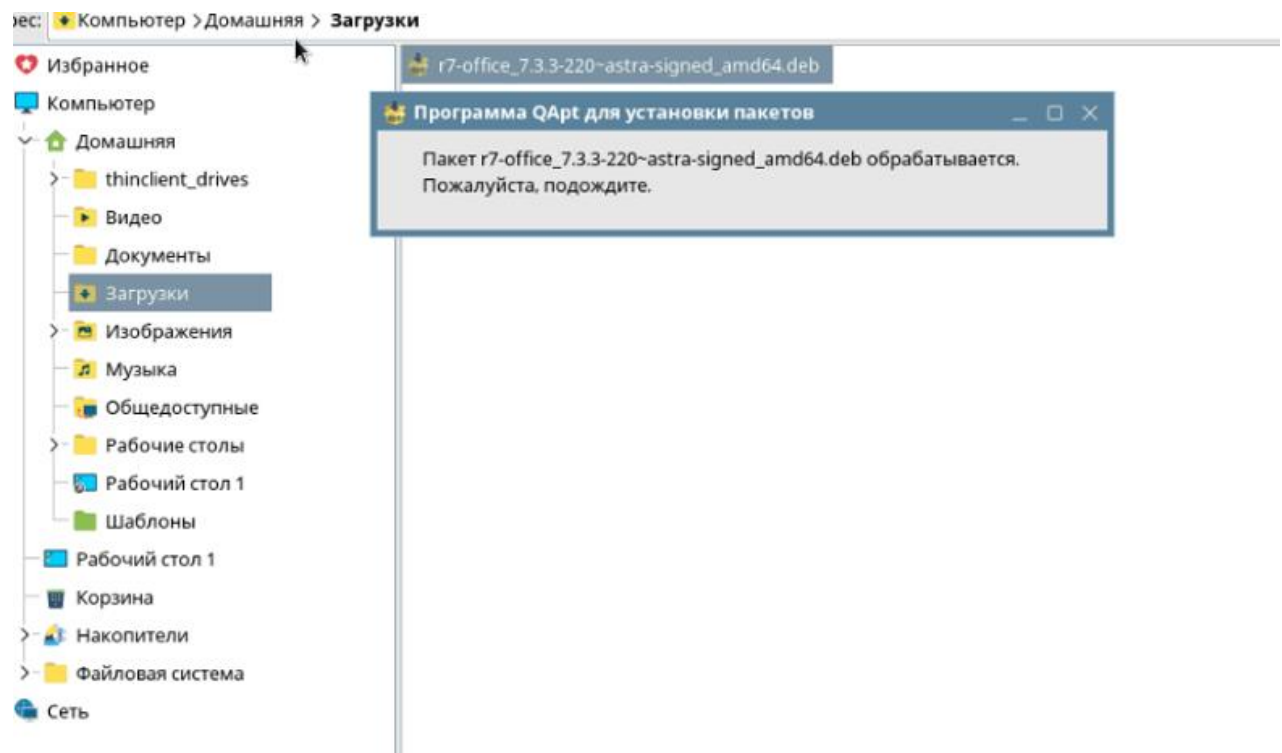 рес: Компьютер > Домашняя > Загрузки
Избранное
Компьютер
Домашняя
thinclient_drives
Видео
Документы
Загрузки
Изображения
Музыка
Общедоступные
Рабочие столы
Рабочий стол 1
Шаблоны
Рабочий стол 1
Корзина
Накопители
Файловая система
Сеть
r7-office_7.3.3-220~astra-signed_amd64.deb
Программа QApt для установки пакетов
Пакет r7-office_7.3.3-220~astra-signed_amd64.deb обрабатывается.
Пожалуйста, подождите.